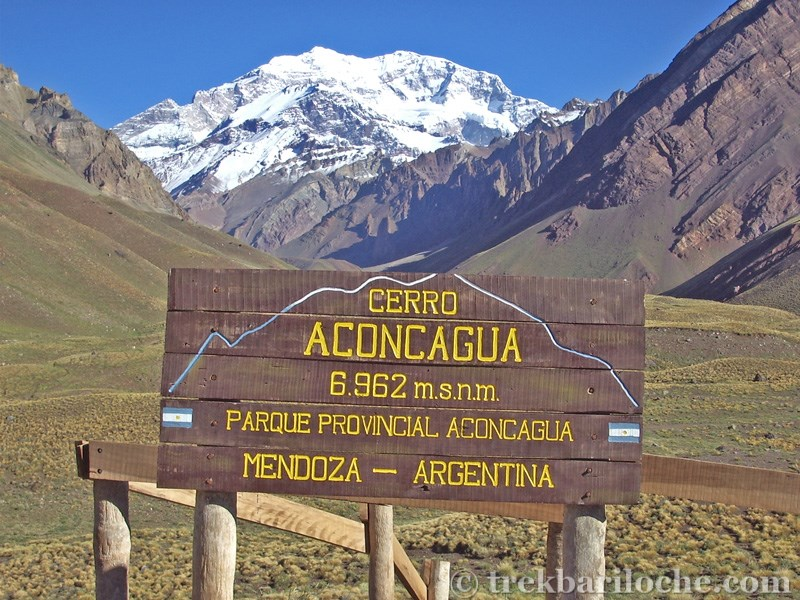 CERRO
ACONCAGUA
6.962 m.s.n.m.
PARQUE PROVINCIAL ACONCAGUA
MENDOZA — ARGENTINA
© trekbariloche.com